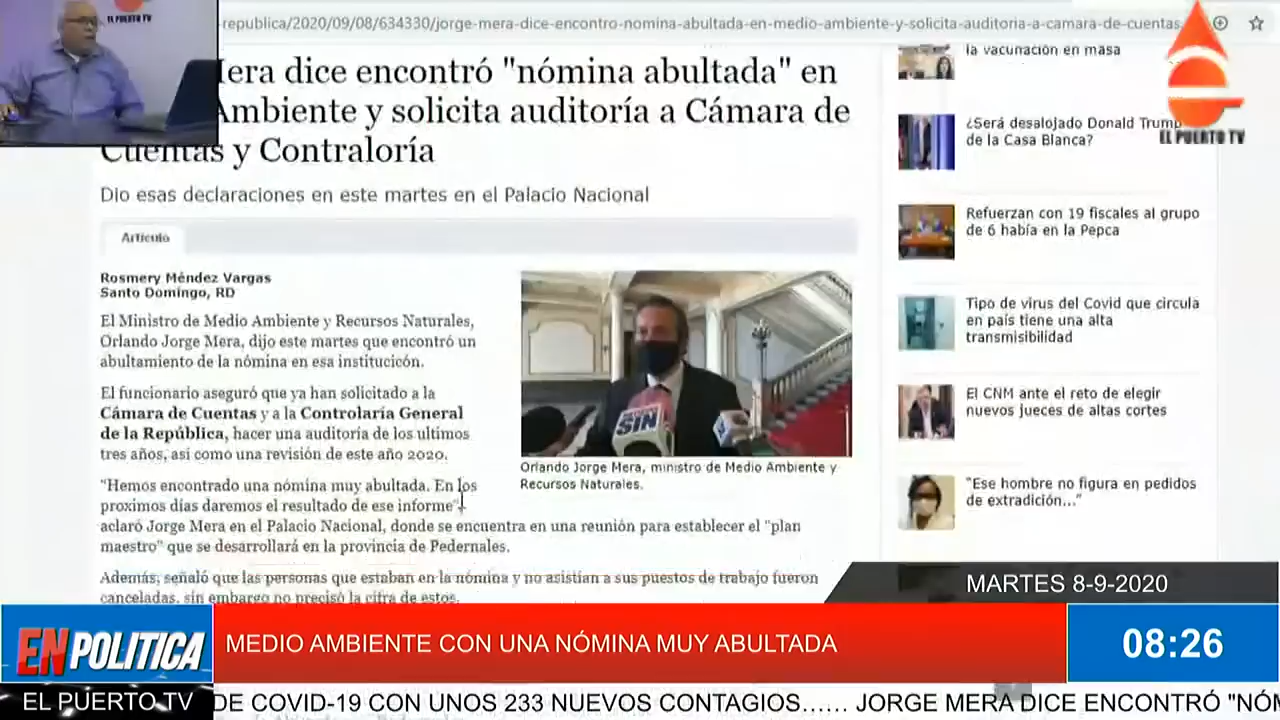 EL PUERTO TV
republica/2020/09/08/634330/jorge-mera-dice-encontro-nomina-abultada-en-medio-ambiente-y-solicita-auditoria-a-camara-de-cuentas
Mera dice encontró "nómina abultada" en
Ambiente y solicita auditoría a Cámara de
Cuentas y Contraloría
Dio esas declaraciones en este martes en el Palacio Nacional
Artículo
Rosmery Méndez Vargas
Santo Domingo, RD
El Ministro de Medio Ambiente y Recursos Naturales,
Orlando Jorge Mera, dijo este martes que encontró un
abultamiento de la nómina en esa institucicón.
El funcionario aseguró que ya han solicitado a la
Cámara de Cuentas y a la Controlaría General
de la República, hacer una auditoría de los ultimos
tres años, asi como una revisión de este año 2020.
"Hemos encontrado una nómina muy abultada. En los
proximos días daremos el resultado de ese informe",
aclaró Jorge Mera en el Palacio Nacional, donde se encuentra en una reunión para establecer el "plan
maestro" que se desarrollará en la provincia de Pedernales.
Además, señaló que las personas que estaban en la nómina y no asistían a sus puestos de trabajo fueron
canceladas, sin embargo no precisó la cifra de estos.
SIN
Orlando Jorge Mera, ministro de Medio Ambiente y
Recursos Naturales.
la vacunación en masa
¿Será desalojado Donald Trump
de la Casa Blanca?
Refuerzan con 19 fiscales al grupo
de 6 había en la Pepca
Tipo de virus del Covid que circula
en país tiene una alta
transmisibilidad
El CNM ante el reto de elegir
nuevos jueces de altas cortes
"Ese hombre no figura en pedidos
de extradición..."
EL PUERTO TV
MARTES 8-9-2020
EN POLITICA
MEDIO AMBIENTE CON UNA NÓMINA MUY ABULTADA
08:26
EL PUERTO TV
DE COVID-19 CON UNOS 233 NUEVOS CONTAGIOS...... JORGE MERA DICE ENCONTRÓ "NÓM